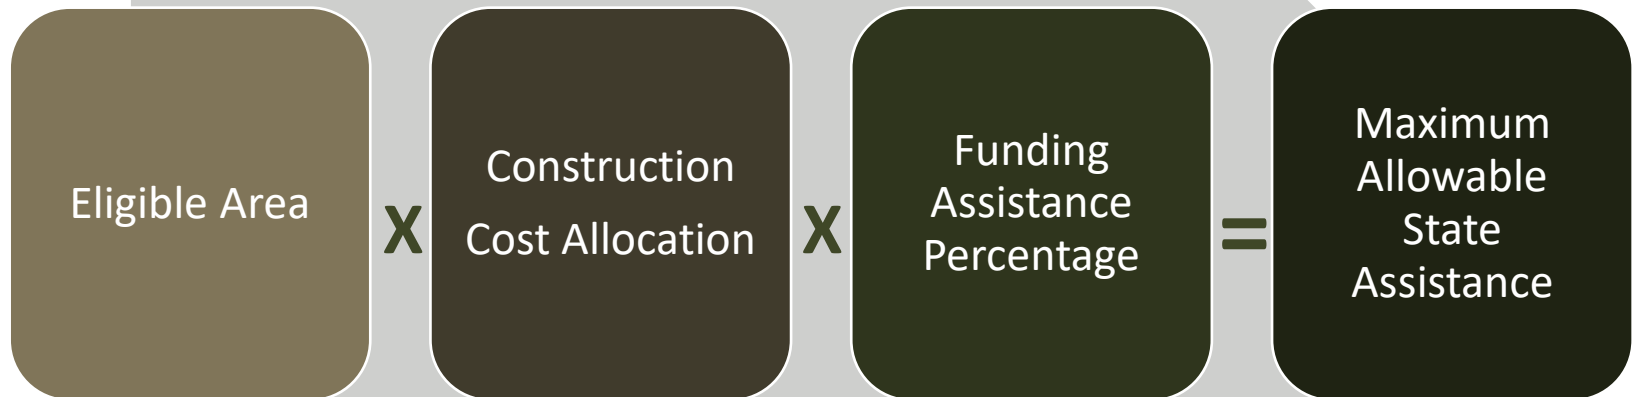 Eligible Area
X
Construction
Cost Allocation
X
Funding
Assistance
Percentage
=
Maximum
Allowable
State
Assistance